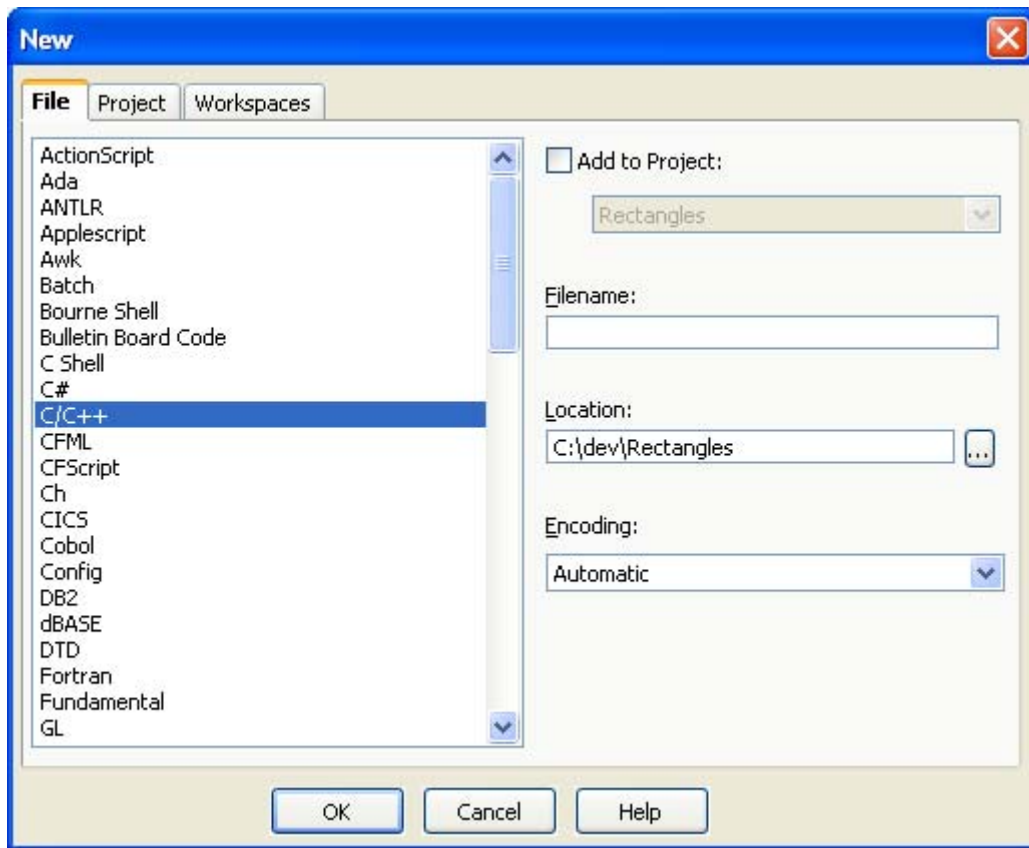 New
File Project Workspaces
ActionScript
Ada
ANTLR
Applescript
Awk
Batch
Bourne Shell
Bulletin Board Code
C Shell
C#
C/C++
CFML
CFScript
Ch
CICS
Cobol
Config
DB2
dBASE
DTD
Fortran
Fundamental
GL
Add to Project:
Rectangles
Filename:
Location:
C:\dev\Rectangles
...
Encoding:
Automatic
OK Cancel Help